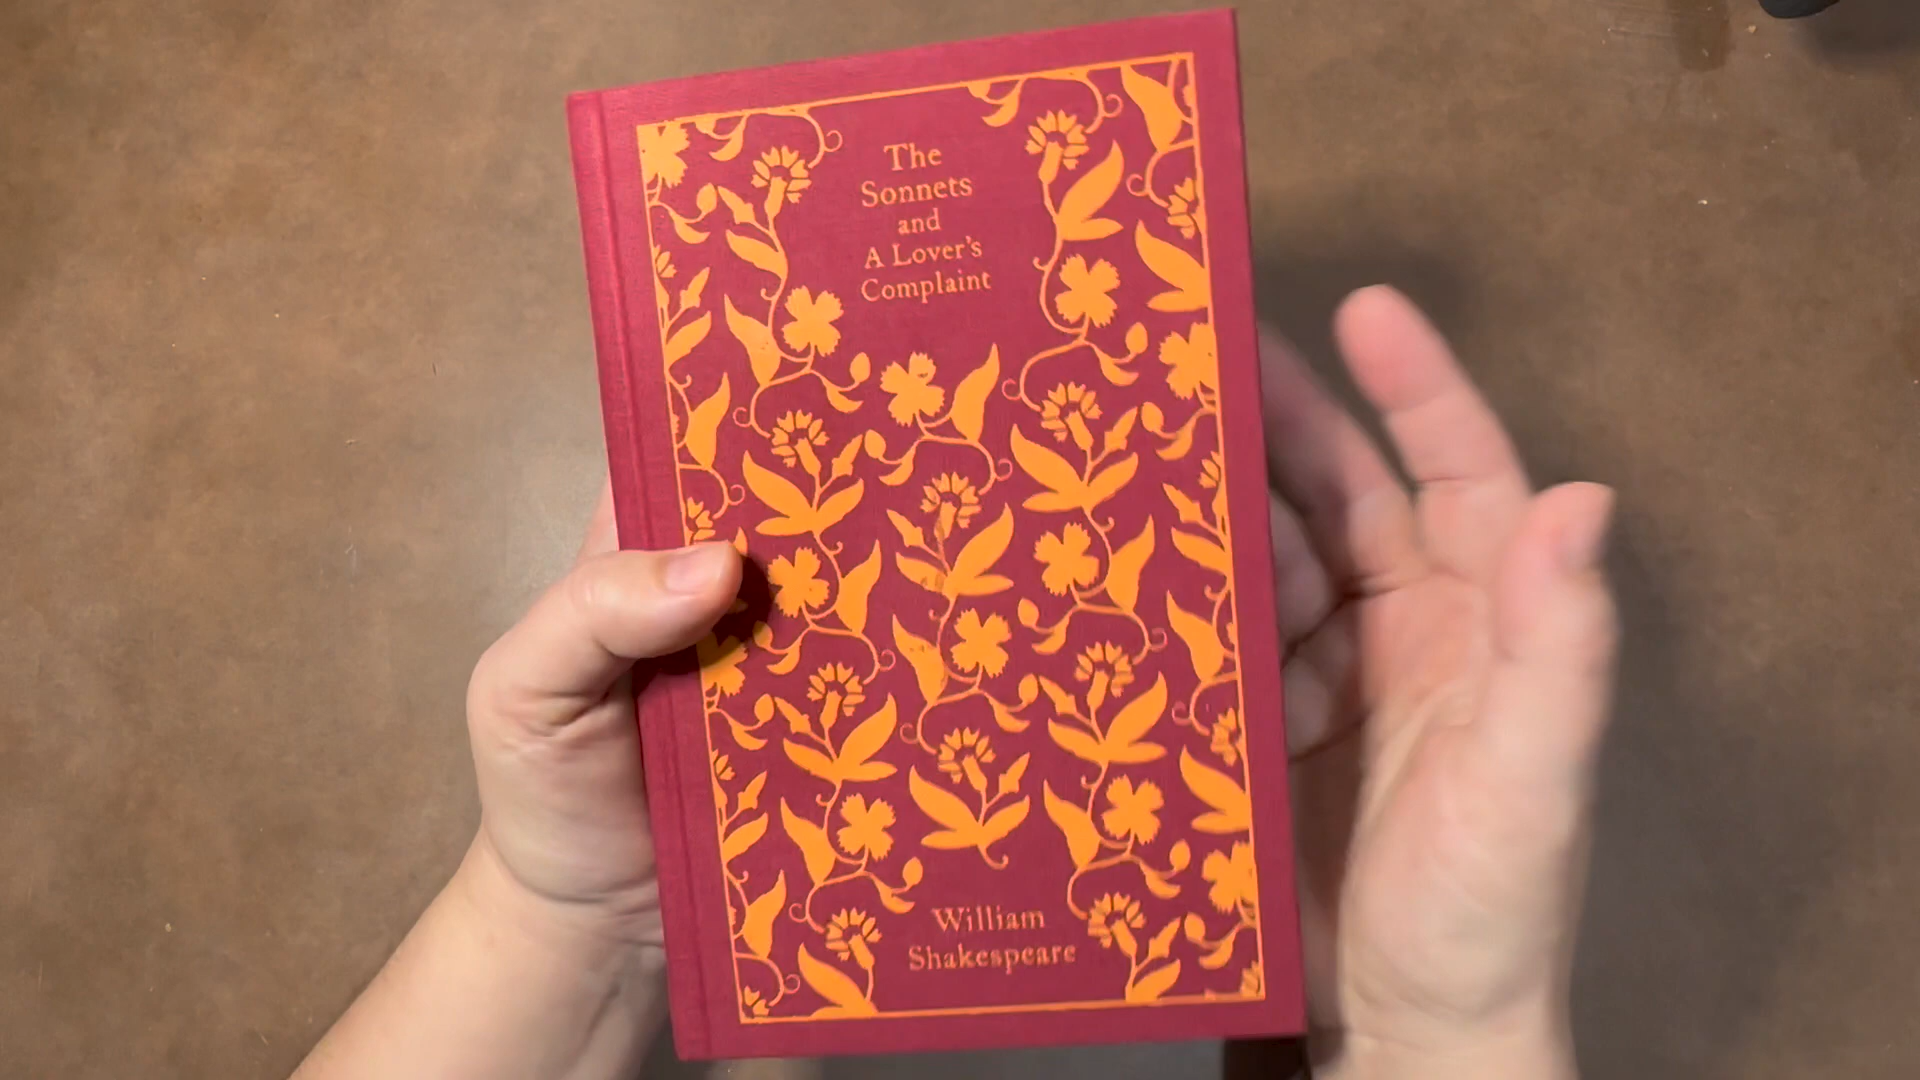 The
Sonnets
and
A Lover's
Complaint
William
Shakespeare